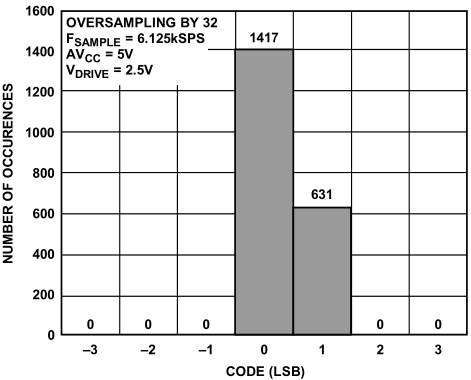 OVERSAMPLING BY 32
FSAMPLE = 6.125kSPS
AVCC = 5V
VDRIVE = 2.5V
1417
631
0 0 0 0 0
1600
1400
1200
1000
800
600
400
200
0
NUMBER OF OCCURENCES
–3 –2 –1 0 1 2 3
CODE (LSB)